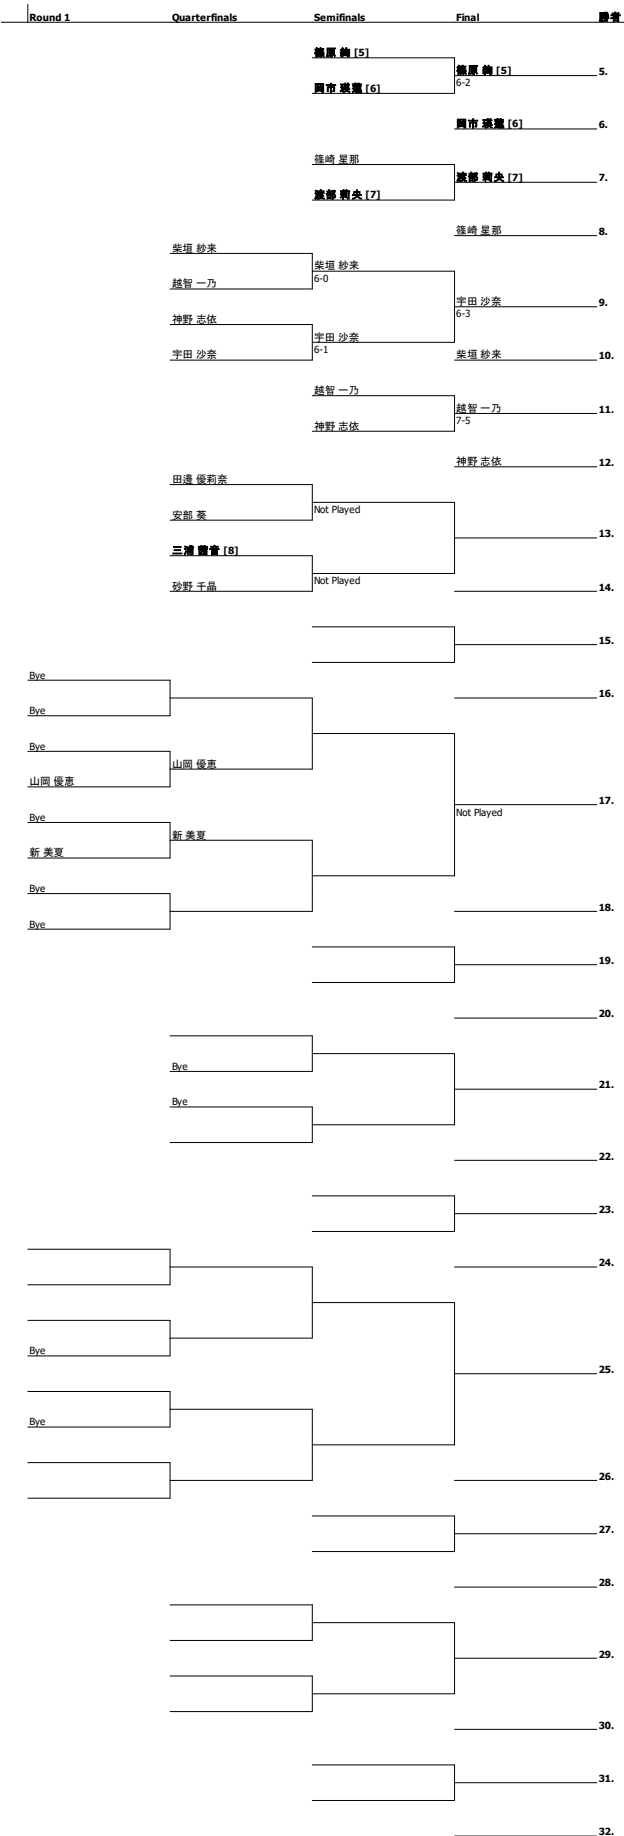 Round 1 Quarterfinals Semifinals Final 勝者
篠原 絢 [5]
篠原 絢 [5] 5.
6-2
岡市 瑛蓮 [6]
岡市 瑛蓮 [6] 6.
篠崎 星那
渡部 莉央 [7] 7.
渡部 莉央 [7]
篠崎 星那 8.
柴垣 紗来
柴垣 紗来
6-0
越智 一乃
宇田 沙奈 9.
6-3
神野 志依
宇田 沙奈
6-1
宇田 沙奈
柴垣 紗来 10.
越智 一乃
越智 一乃 11.
7-5
神野 志依
神野 志依 12.
田邊 優莉奈
Not Played
安部 葵
13.
三浦 茜音 [8]
Not Played
砂野 千晶
14.
15.
Bye
16.
Bye
Bye
山岡 優恵
山岡 優恵
17.
Not Played
Bye
新 美夏
新 美夏
Bye
18.
Bye
19.
20.
Bye
21.
Bye
22.
23.
24.
Bye
25.
Bye
26.
27.
28.
29.
30.
31.
32.